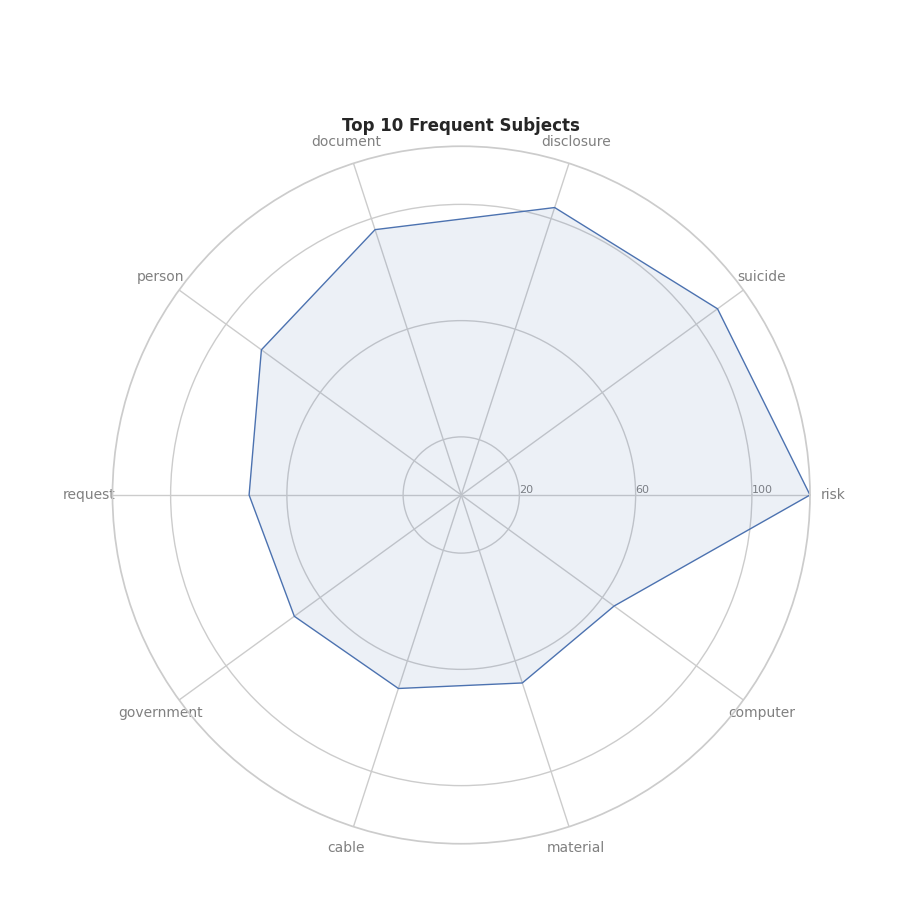 Top 10 Frequent Subjects
document
disclosure
person
suicide
request
20
60
100
risk
government
computer
cable
material